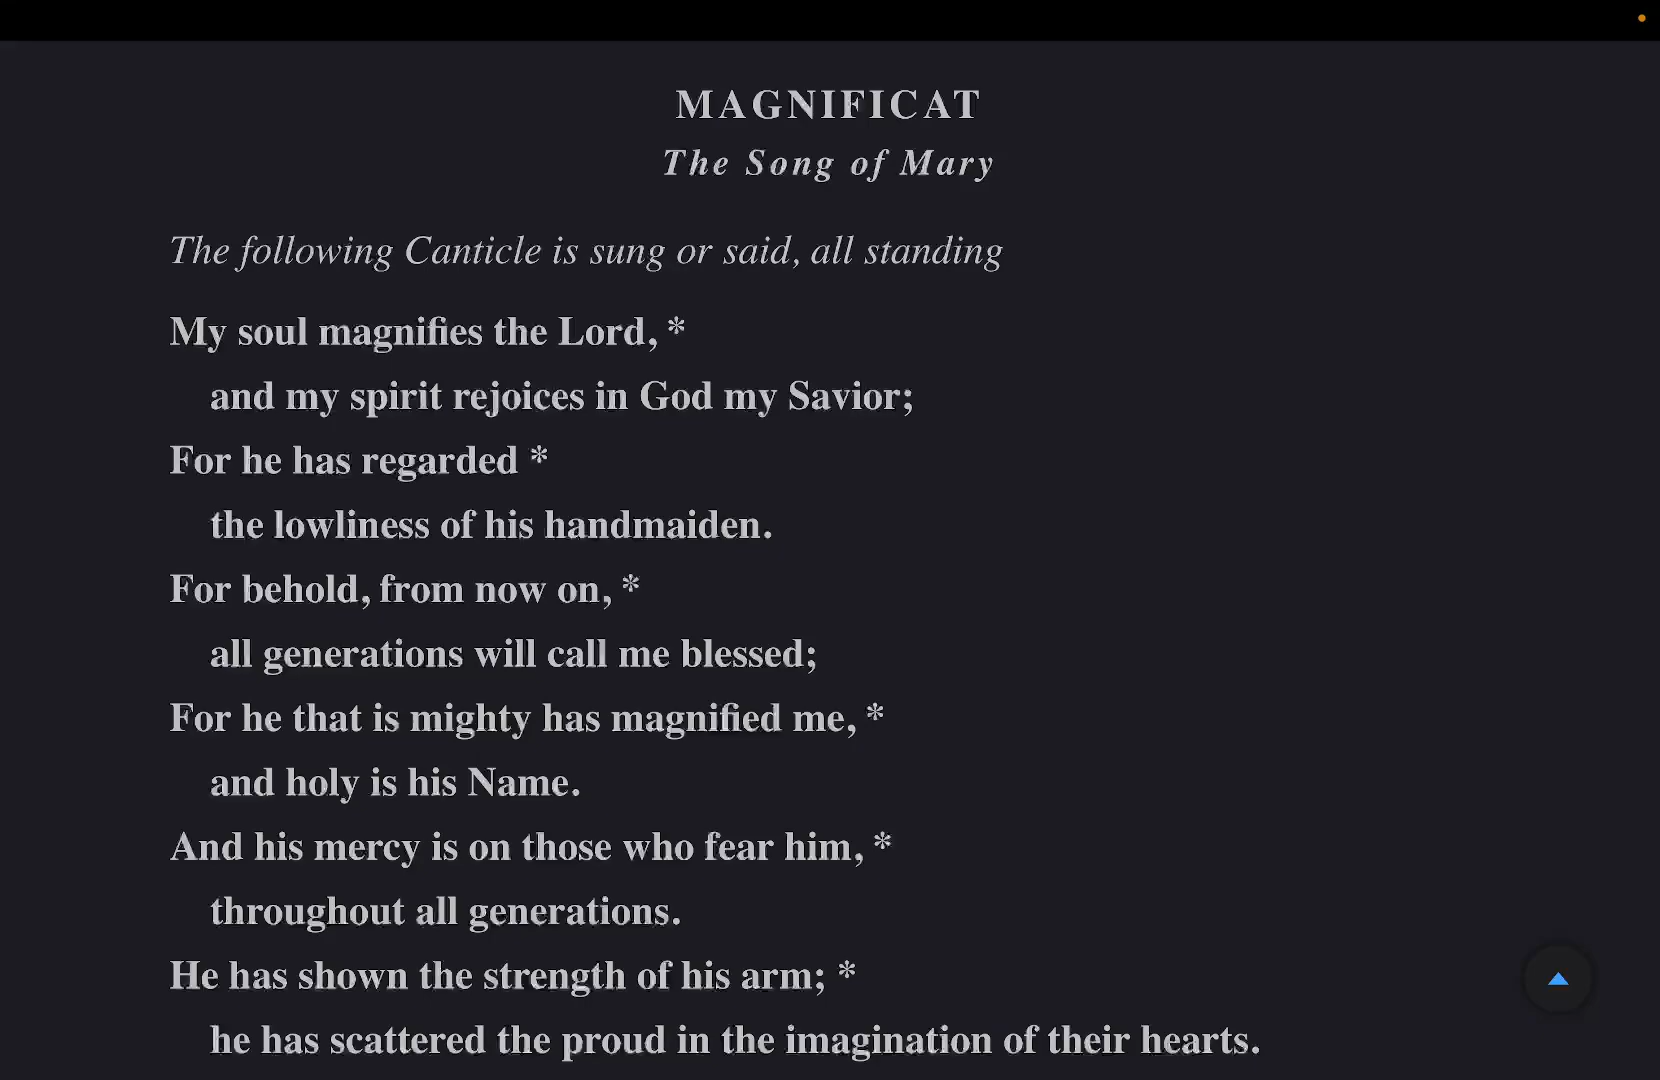 MAGNIFICAT
The Song of Mary
The following Canticle is sung or said, all standing
My soul magnifies the Lord, *
and my spirit rejoices in God my Savior;
For he has regarded *
the lowliness of his handmaiden.
For behold, from now on, *
all generations will call me blessed;
For he that is mighty has magnified me, *
and holy is his Name.
And his mercy is on those who fear him, *
throughout all generations.
He has shown the strength of his arm; *
he has scattered the proud in the imagination of their hearts.